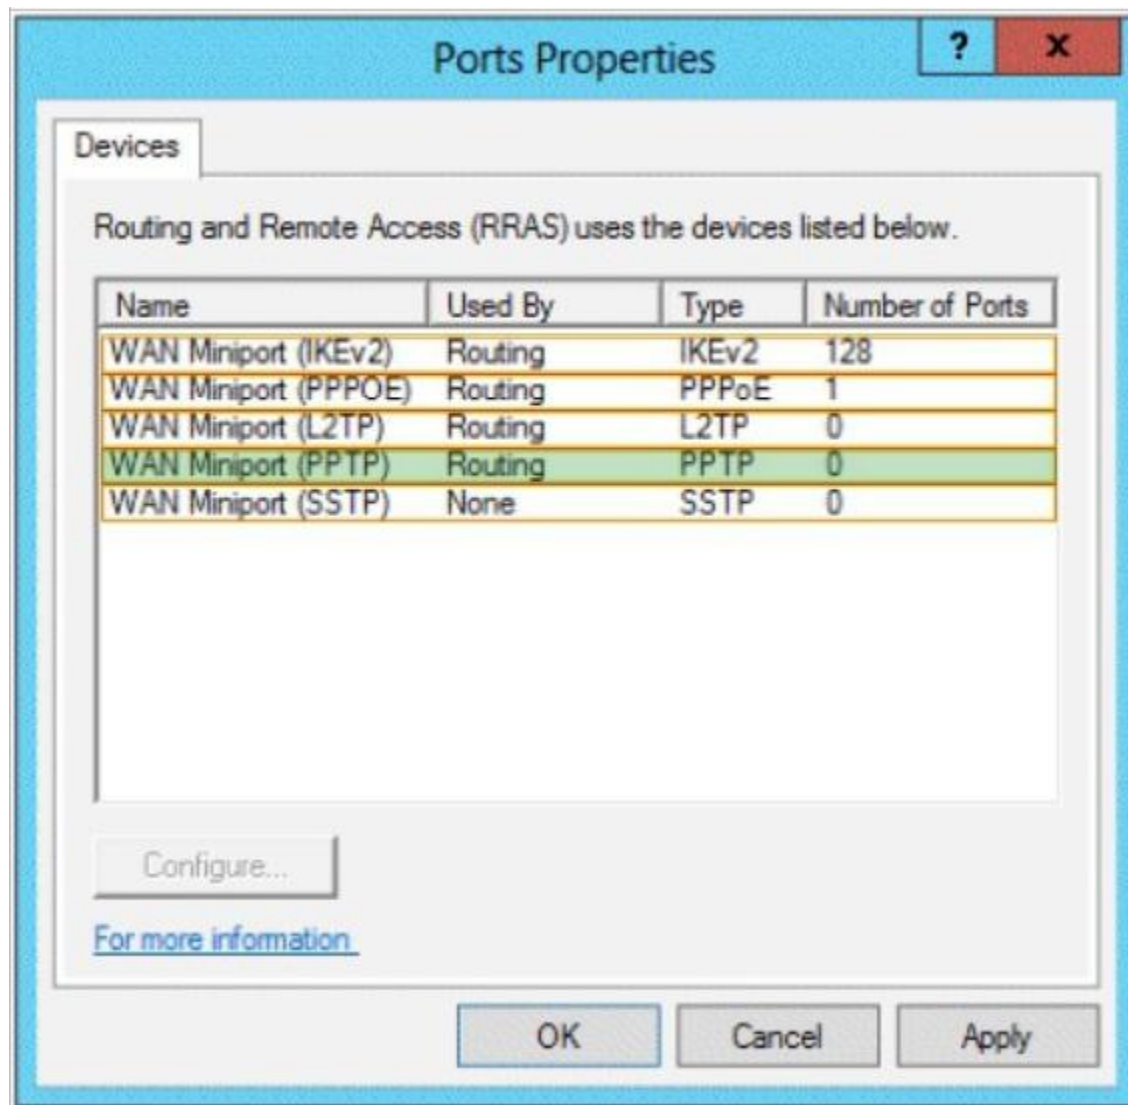 Ports Properties
? x
Devices
Routing and Remote Access (RRAS) uses the devices listed below.
Name Used By Type Number of Ports
WAN Miniport (IKEv2) Routing IKEv2 128
WAN Miniport (PPPOE) Routing PPPoE 1
WAN Miniport (L2TP) Routing L2TP 0
WAN Miniport (PPTP) Routing PPTP 0
WAN Miniport (SSTP) None SSTP 0
Configure...
For more information
OK Cancel Apply